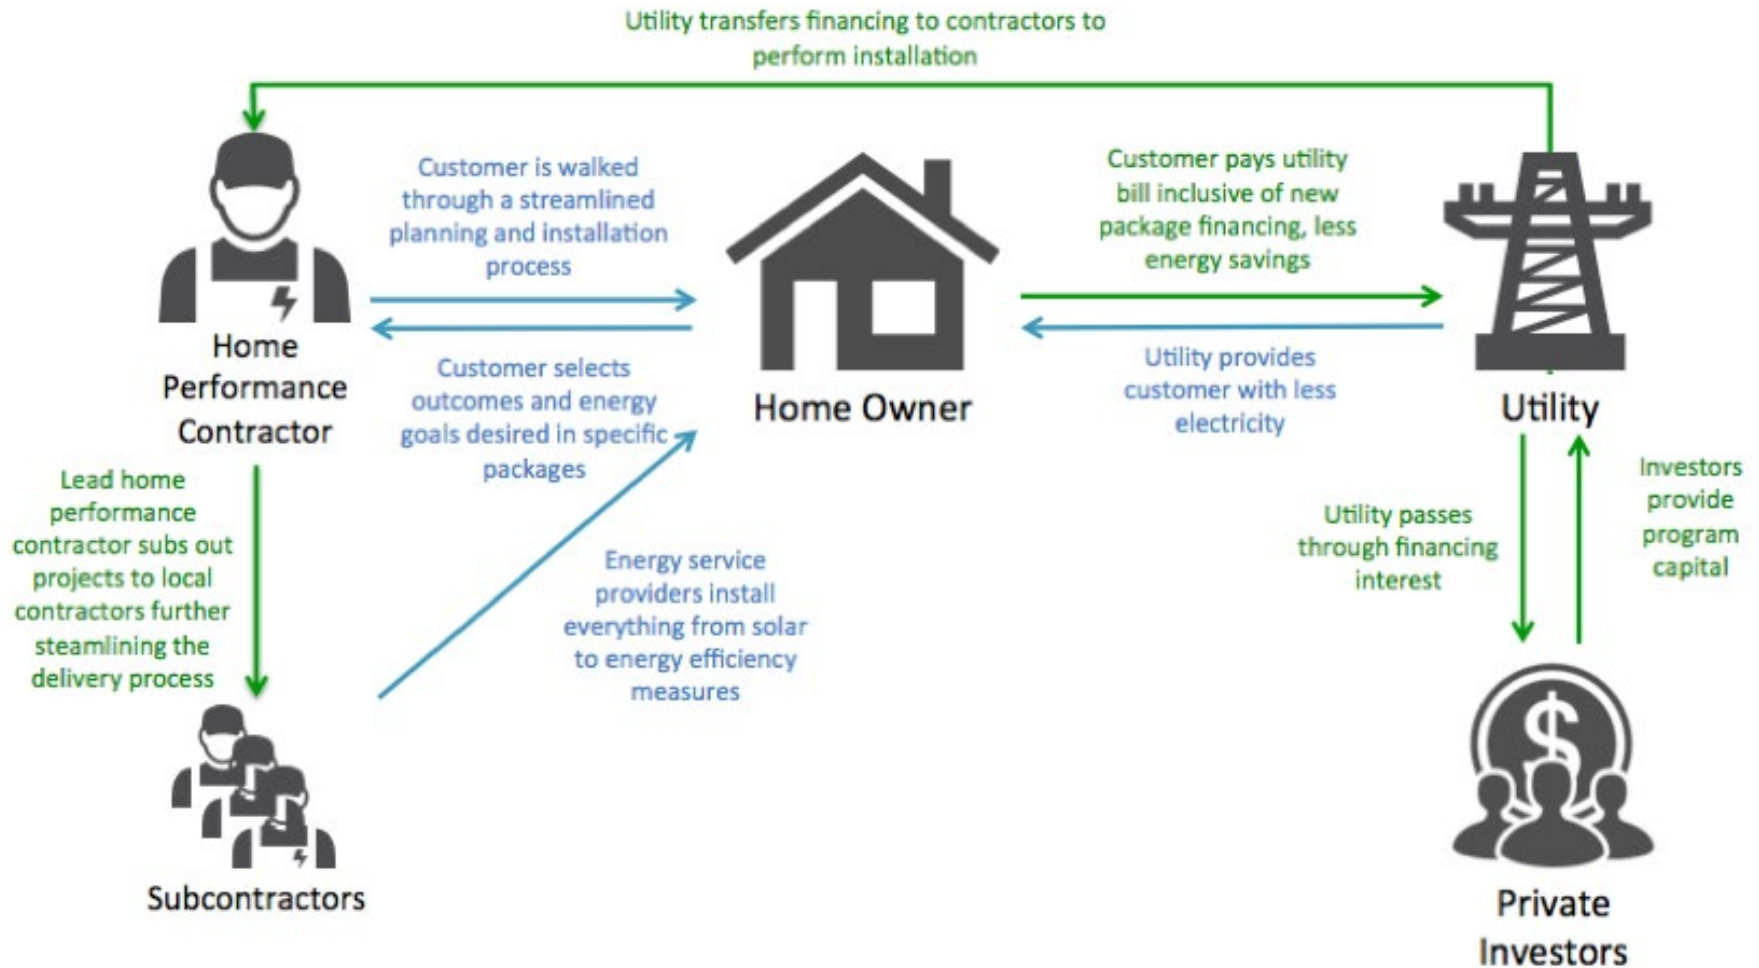 Utility transfers financing to contractors to
perform installation
Customer is walked
through a streamlined
planning and installation
process
Customer pays utility
bill inclusive of new
package financing, less
energy savings
Home
Performance
Contractor
Customer selects
outcomes and energy
goals desired in specific
packages
Home Owner
Utility provides
customer with less
electricity
Utility
Lead home
performance
contractor subs out
projects to local
contractors further
steamlining the
delivery process
Energy service
providers install
everything from solar
to energy efficiency
measures
Utility passes
through financing
interest
Investors
provide
program
capital
$
Subcontractors
Private
Investors